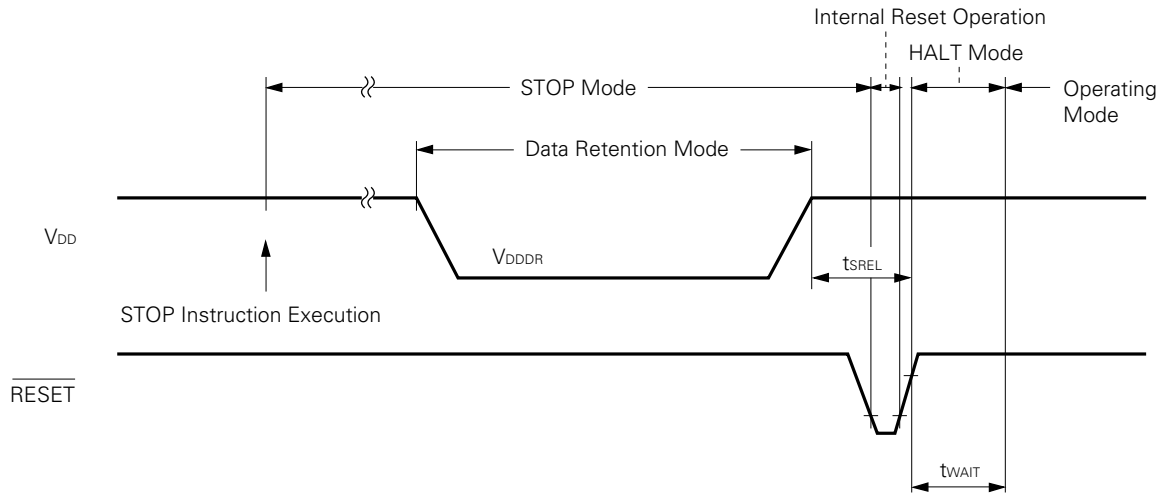 Internal Reset Operation
HALT Mode
STOP Mode
Operating
Mode
Data Retention Mode
VDD
VDDDR
tSREL
STOP Instruction Execution
RESET
tWAIT